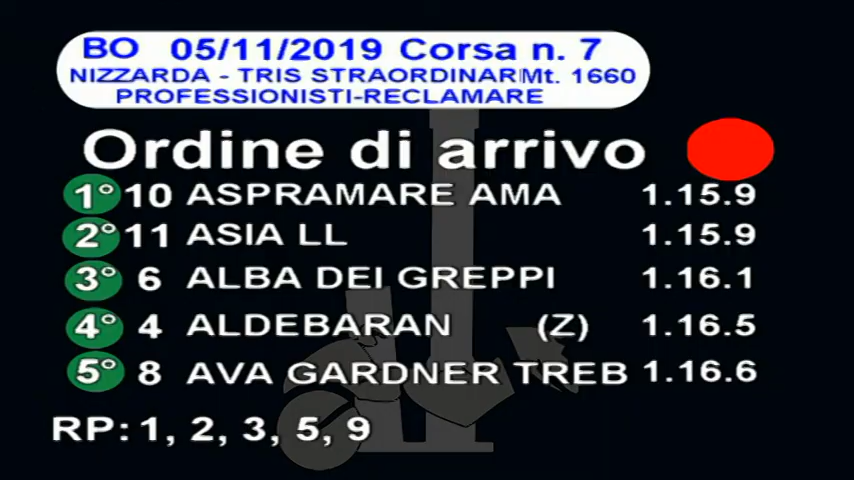 BO 05/11/2019 Corsa n. 7
NIZZARDA - TRIS STRAORDINARI Mt. 1660
PROFESSIONISTI-RECLAMARE
Ordine di arrivo
1° 10 ASPRAMARE AMA 1.15.9
2° 11 ASIA LL 1.15.9
3° 6 ALBA DEI GREPPI 1.16.1
4° 4 ALDEBARAN (Z) 1.16.5
5° 8 AVA GARDNER TREB 1.16.6
RP: 1, 2, 3, 5, 9